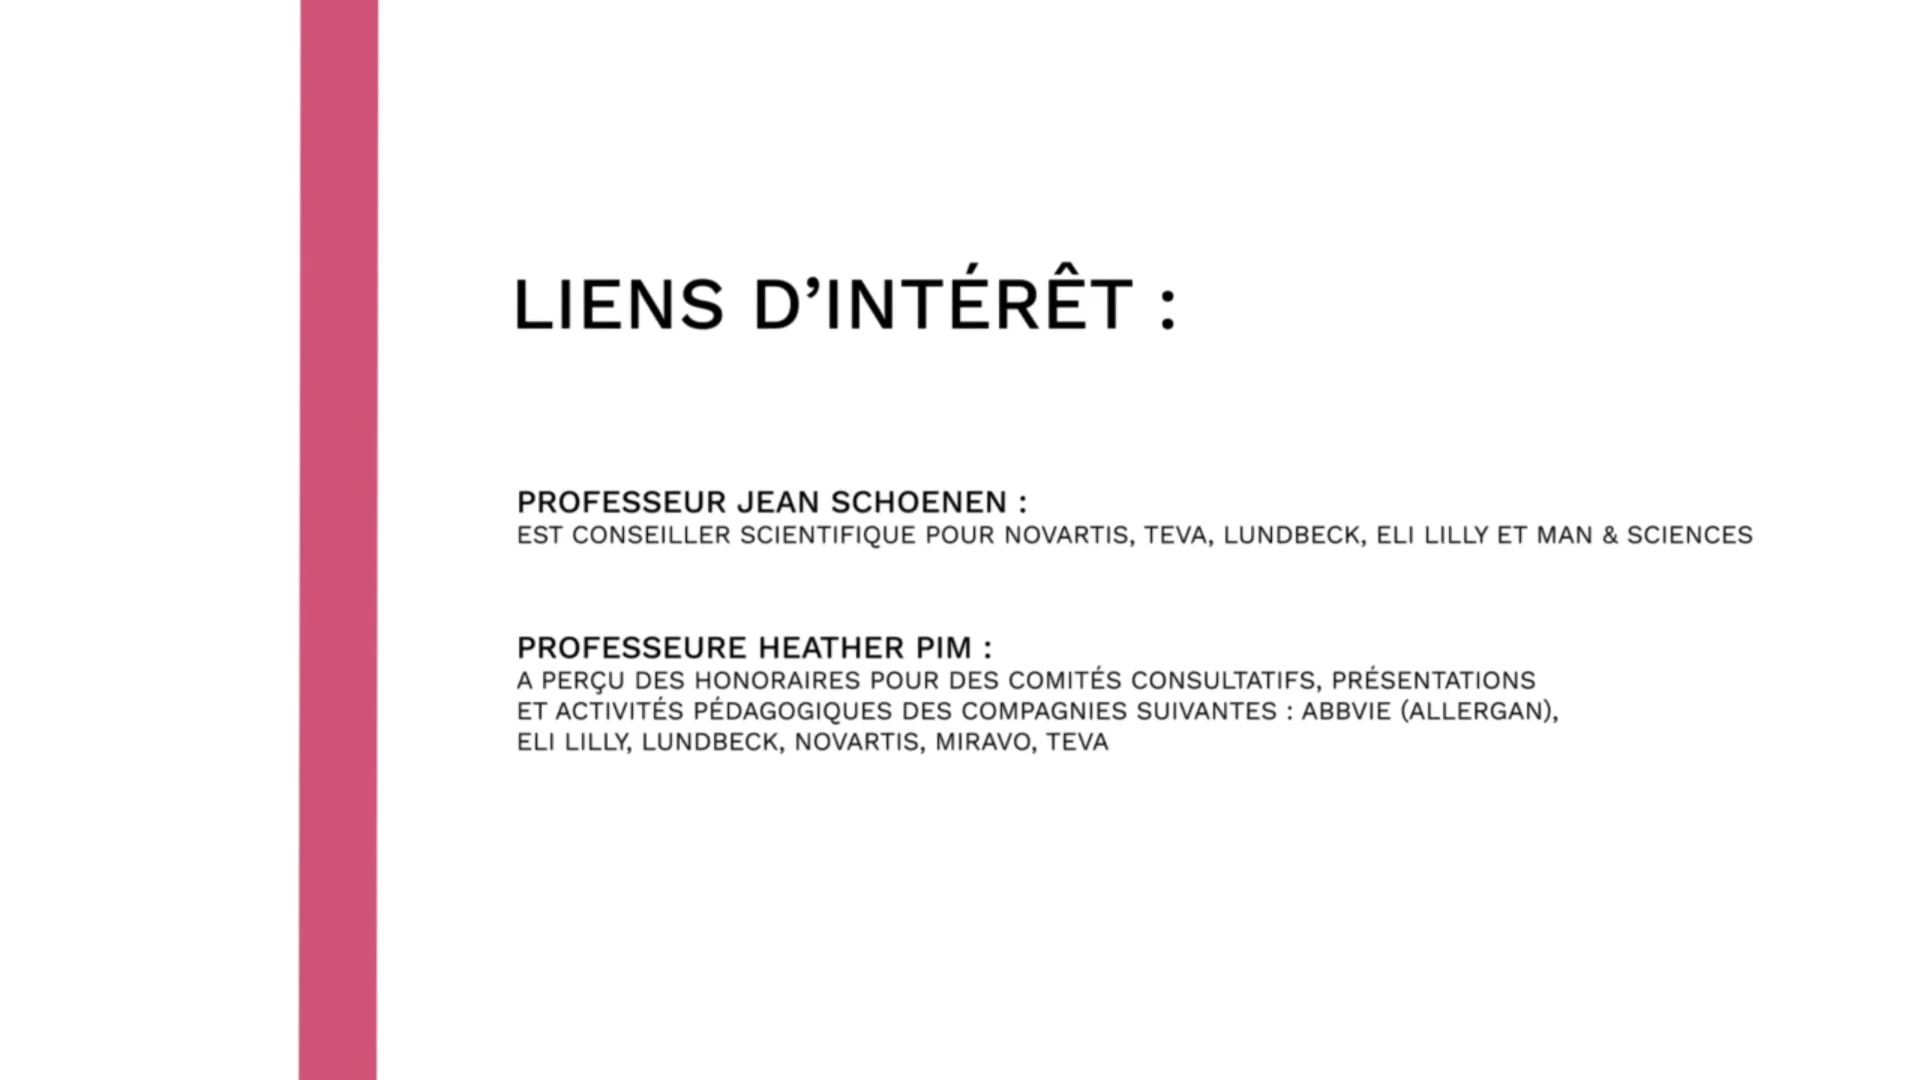 LIENS D’INTÉRÊT :
PROFESSEUR JEAN SCHOENEN :
EST CONSEILLER SCIENTIFIQUE POUR NOVARTIS, TEVA, LUNDBECK, ELI LILLY ET MAN & SCIENCES
PROFESSEURE HEATHER PIM :
A PERÇU DES HONORAIRES POUR DES COMITÉS CONSULTATIFS, PRÉSENTATIONS
ET ACTIVITÉS PÉDAGOGIQUES DES COMPAGNIES SUIVANTES : ABBVIE (ALLERGAN),
ELI LILLY, LUNDBECK, NOVARTIS, MIRAVO, TEVA